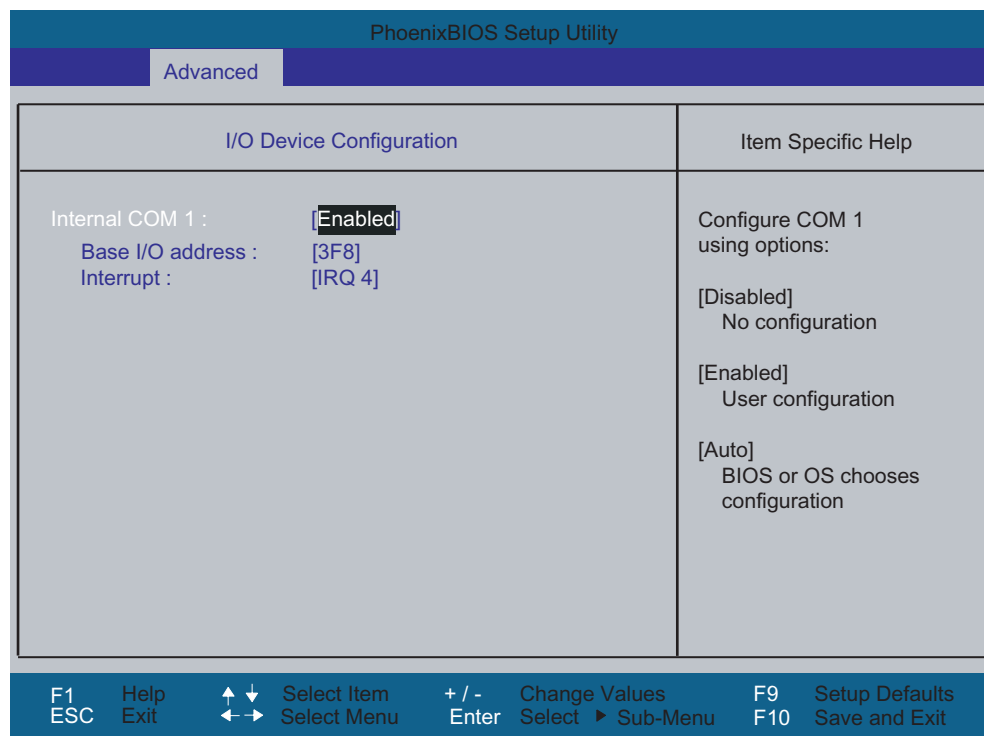 PhoenixBIOS Setup Utility
Advanced
I/O Device Configuration
Item Specific Help
Internal COM 1 : [Enabled]
Base I/O address : [3F8]
Interrupt : [IRQ 4]
Configure COM 1
using options:
[Disabled]
No configuration
[Enabled]
User configuration
[Auto]
BIOS or OS chooses
configuration
F1 Help Select Item + / - Change Values F9 Setup Defaults
ESC Exit Select Menu Enter Select Sub-Menu F10 Save and Exit